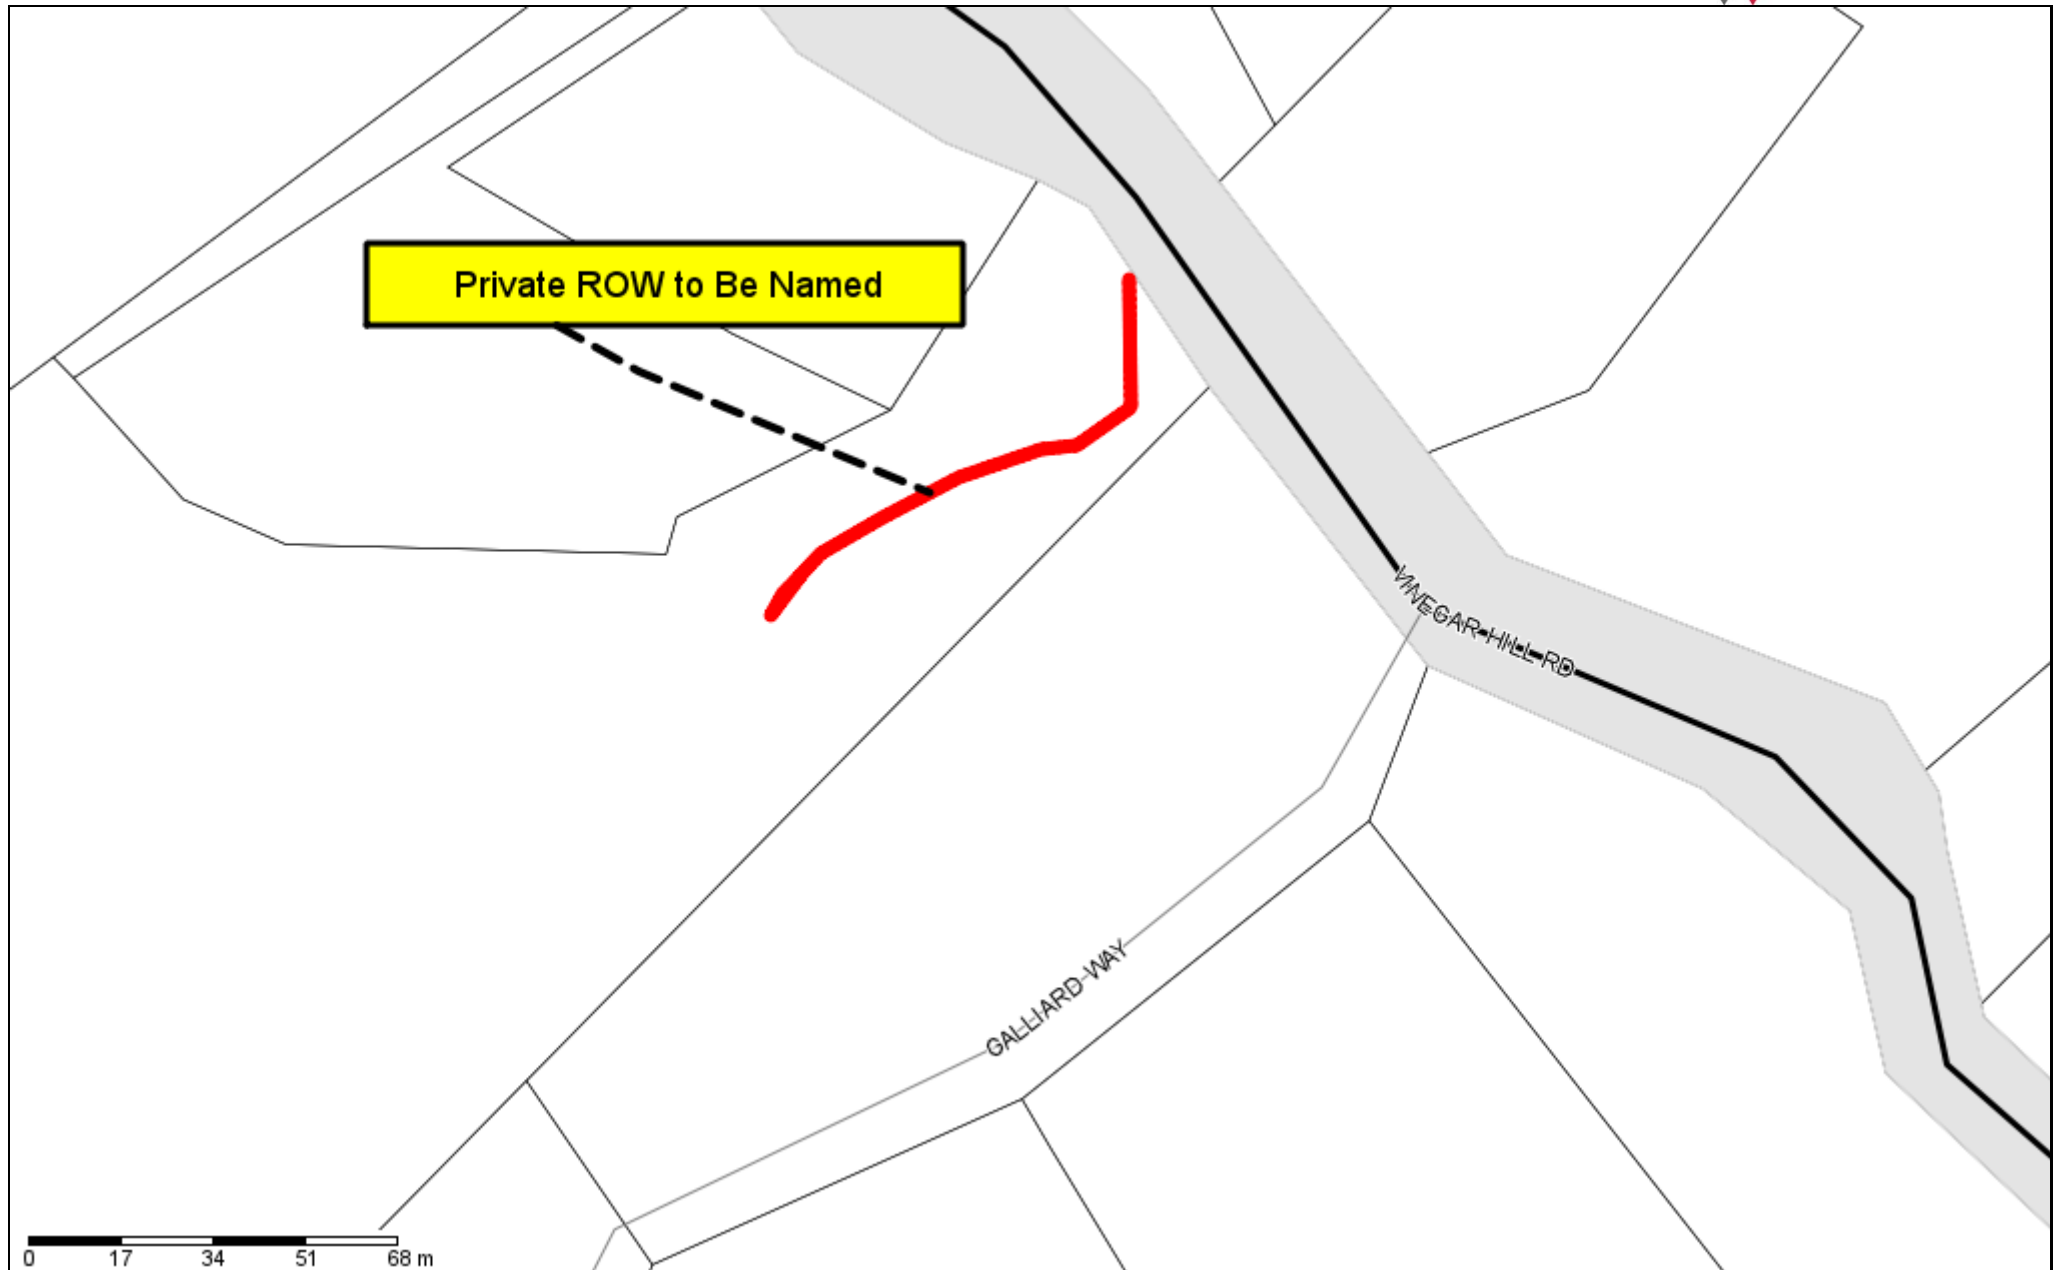 Private ROW to Be Named
VINEGAR HILL RD
GALLIARD WAY
0 17 34 51 68 m